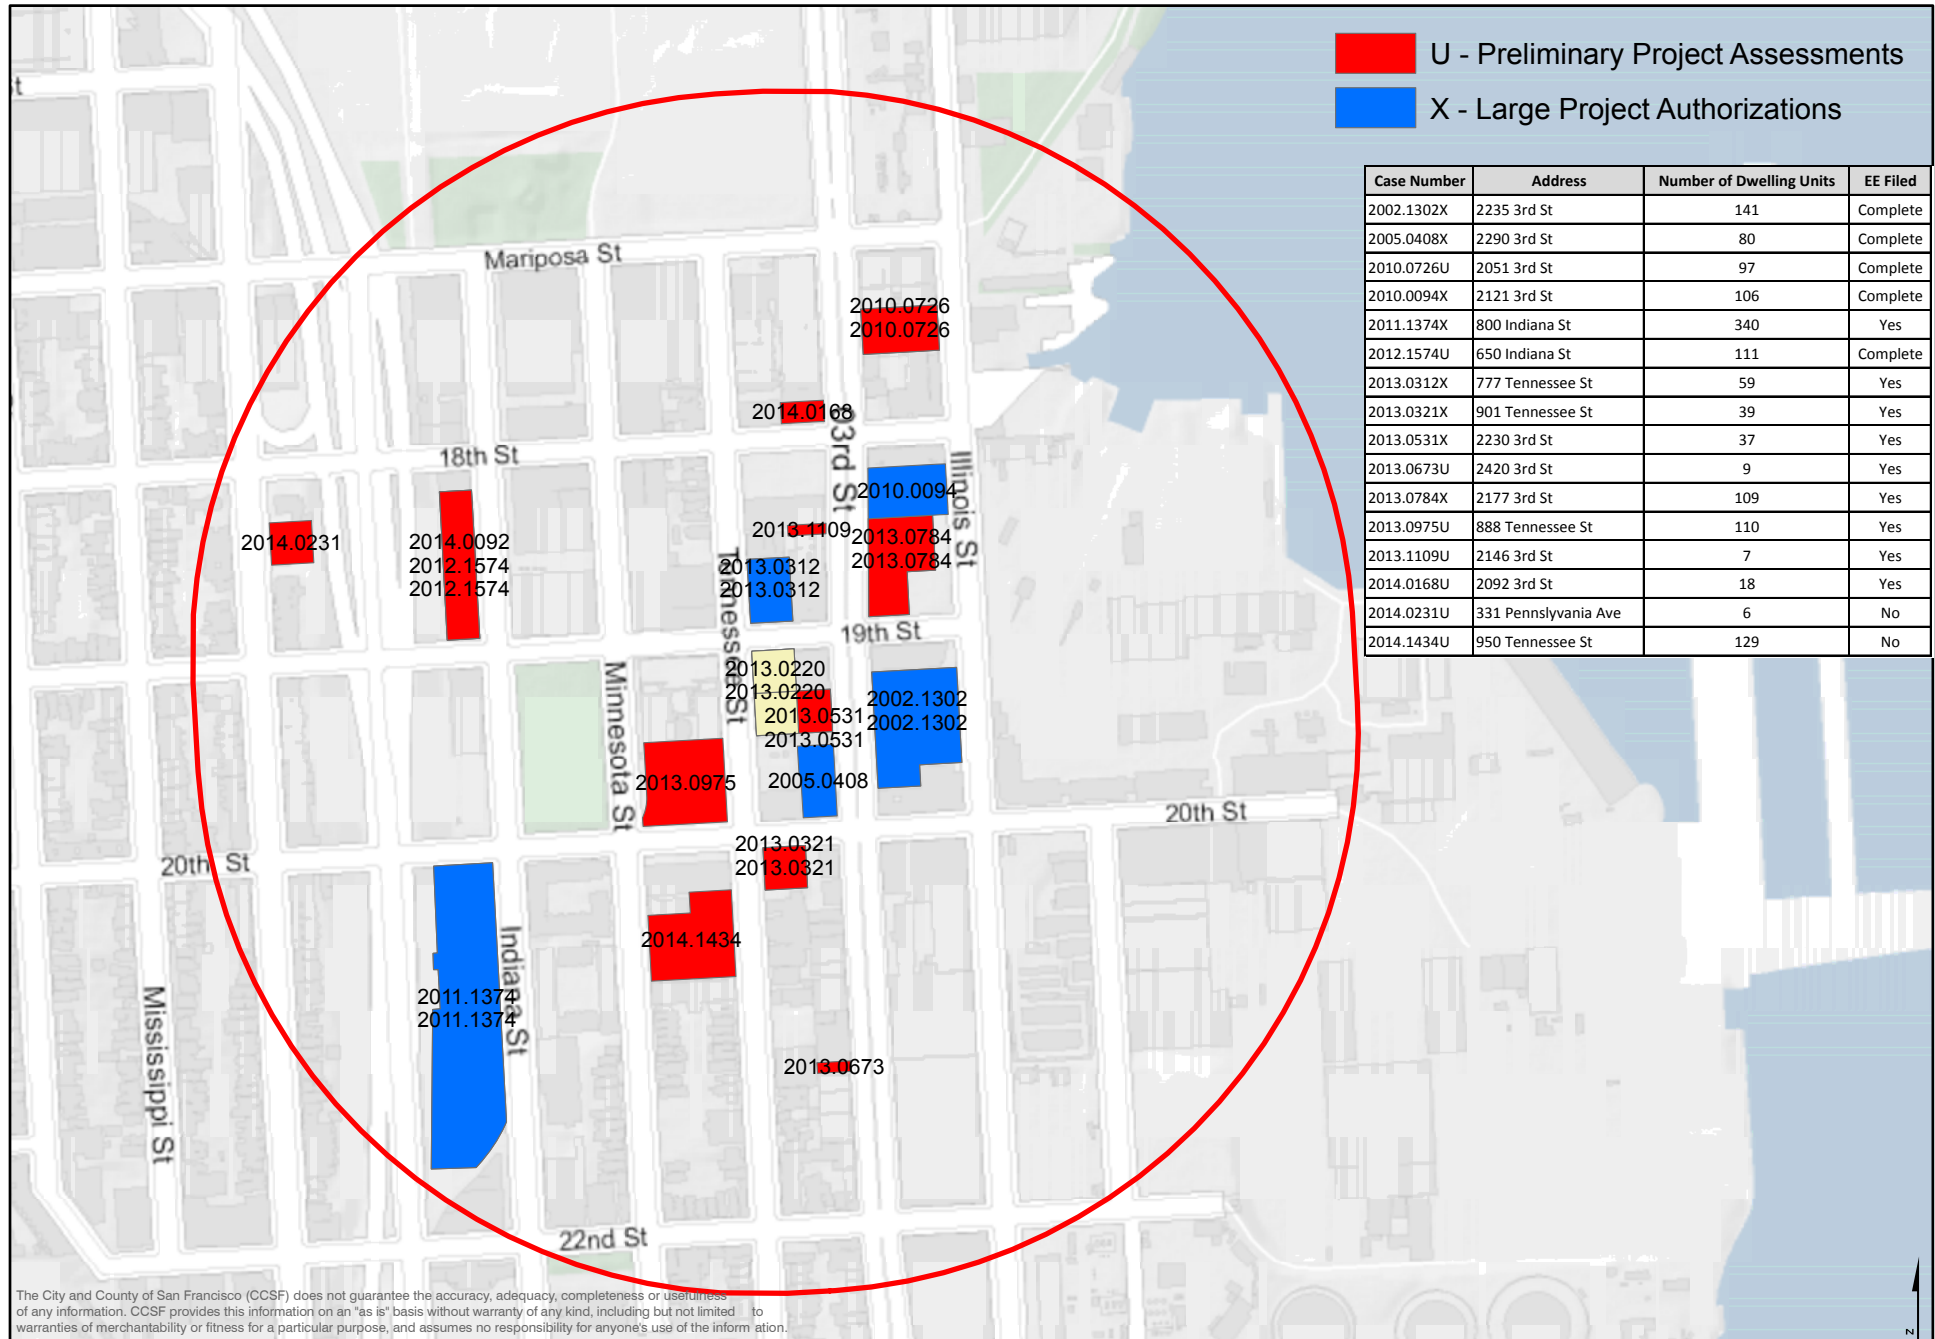 U - Preliminary Project Assessments
X - Large Project Authorizations
Case Number Address Number of Dwelling Units EE Filed
2002.1302X 2235 3rd St 141 Complete
2005.0408X 2290 3rd St 80 Complete
2010.0726U 2051 3rd St 97 Complete
2010.0094X 2121 3rd St 106 Complete
2011.1374X 800 Indiana St 340 Yes
2012.1574U 650 Indiana St 111 Complete
2013.0312X 777 Tennessee St 59 Yes
2013.0321X 901 Tennessee St 39 Yes
2013.0531X 2230 3rd St 37 Yes
2013.0673U 2420 3rd St 9 Yes
2013.0784X 2177 3rd St 109 Yes
2013.0975U 888 Tennessee St 110 Yes
2013.1109U 2146 3rd St 7 Yes
2014.0168U 2092 3rd St 18 Yes
2014.0231U 331 Pennslyvania Ave 6 No
2014.1434U 950 Tennessee St 129 No
st
Mariposa St
2010.0726
2010.0726
2014.0168
03rd St
18th St
Illinois St
2010.0094
2013.1109
2013.0784
2013.0784
2014.0231
2014.0092
2012.1574
2012.1574
2013.0312
2013.0312
Tennessee St
19th St
Minnesota St
2013.0220
2013.0220
2013.0531
2013.0531
2002.1302
2002.1302
2013.0975
2005.0408
20th St
20th St
2013.0321
2013.0321
2014.1434
Indiana St
2011.1374
2011.1374
Mississippi St
2013.0673
22nd St
The City and County of San Francisco (CCSF) does not guarantee the accuracy, adequacy, completeness or usefulness
of any information. CCSF provides this information on an "as is" basis without warranty of any kind, including but not limited to
warranties of merchantability or fitness for a particular purpose, and assumes no responsibility for anyone's use of the inform ation.
z